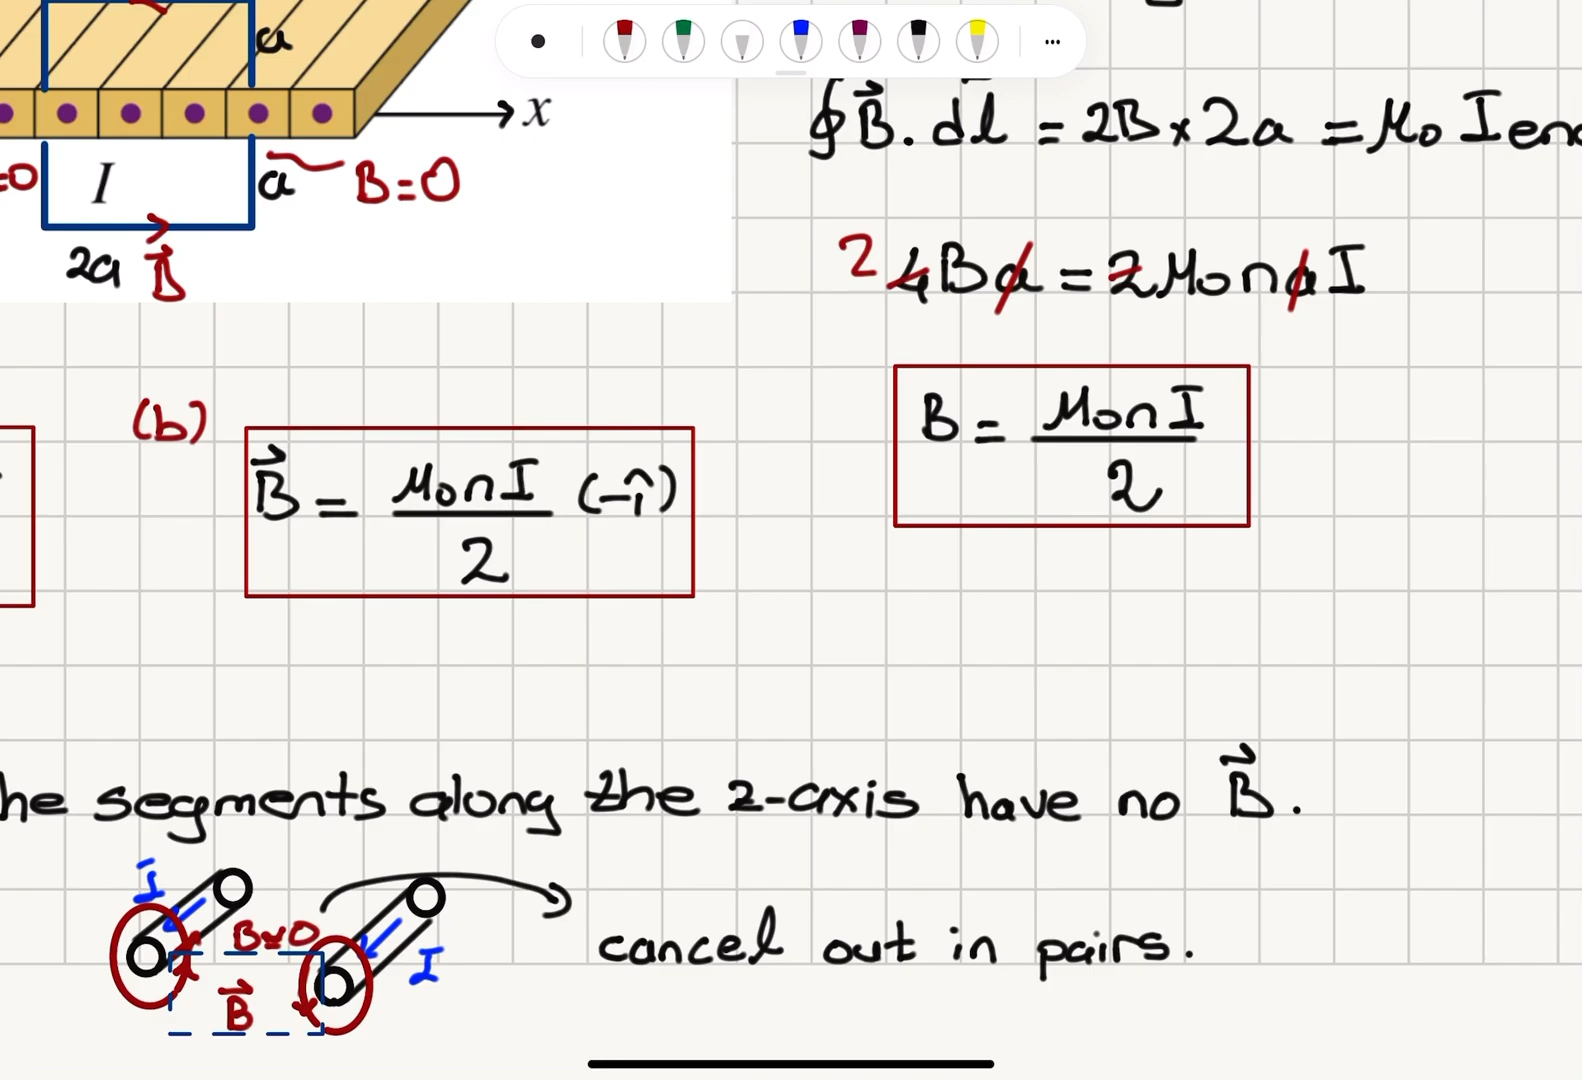 a
x
∮B⃗.dl⃗ = 2B×2a = μ₀Ienc
=0 I a B=0
2a B⃗
2 4Ba = 2μ₀naI
B = μ₀nI / 2
(b) B⃗ = μ₀nI / 2 (-î)
he segments along the z-axis have no B⃗.
I
B≈0
I
B⃗
cancel out in pairs.